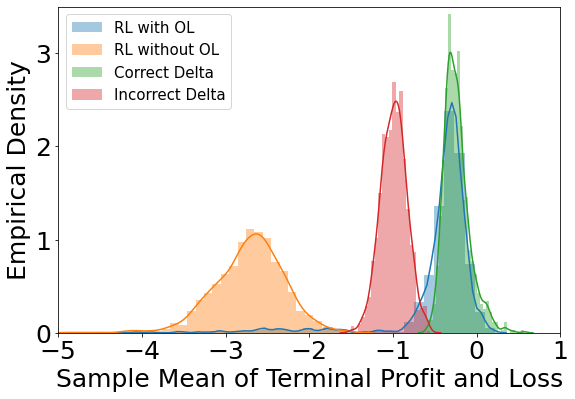 RL with OL
RL without OL
Correct Delta
Incorrect Delta
Empirical Density
3
2
1
0
−5 −4 −3 −2 −1 0 1
Sample Mean of Terminal Profit and Loss